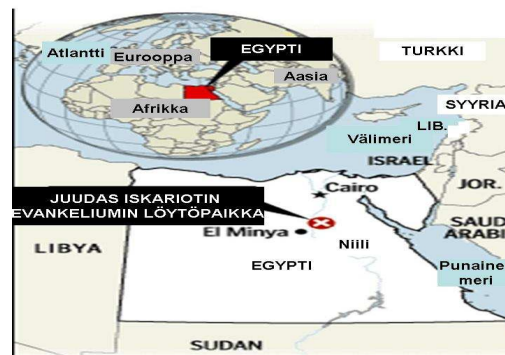 EGYPTI
TURKKI
Atlantti
Eurooppa
Aasia
Afrikka
SYYRIA
LIB.
Välimeri
ISRAEL
JUUDAS ISKARIOTIN
EVANKELIUMIN LÖYTÖPAIKKA
Cairo
JOR.
SAUD
ARABI
El Minya
Niili
LIBYA
EGYPTI
Punaine
meri
SUDAN